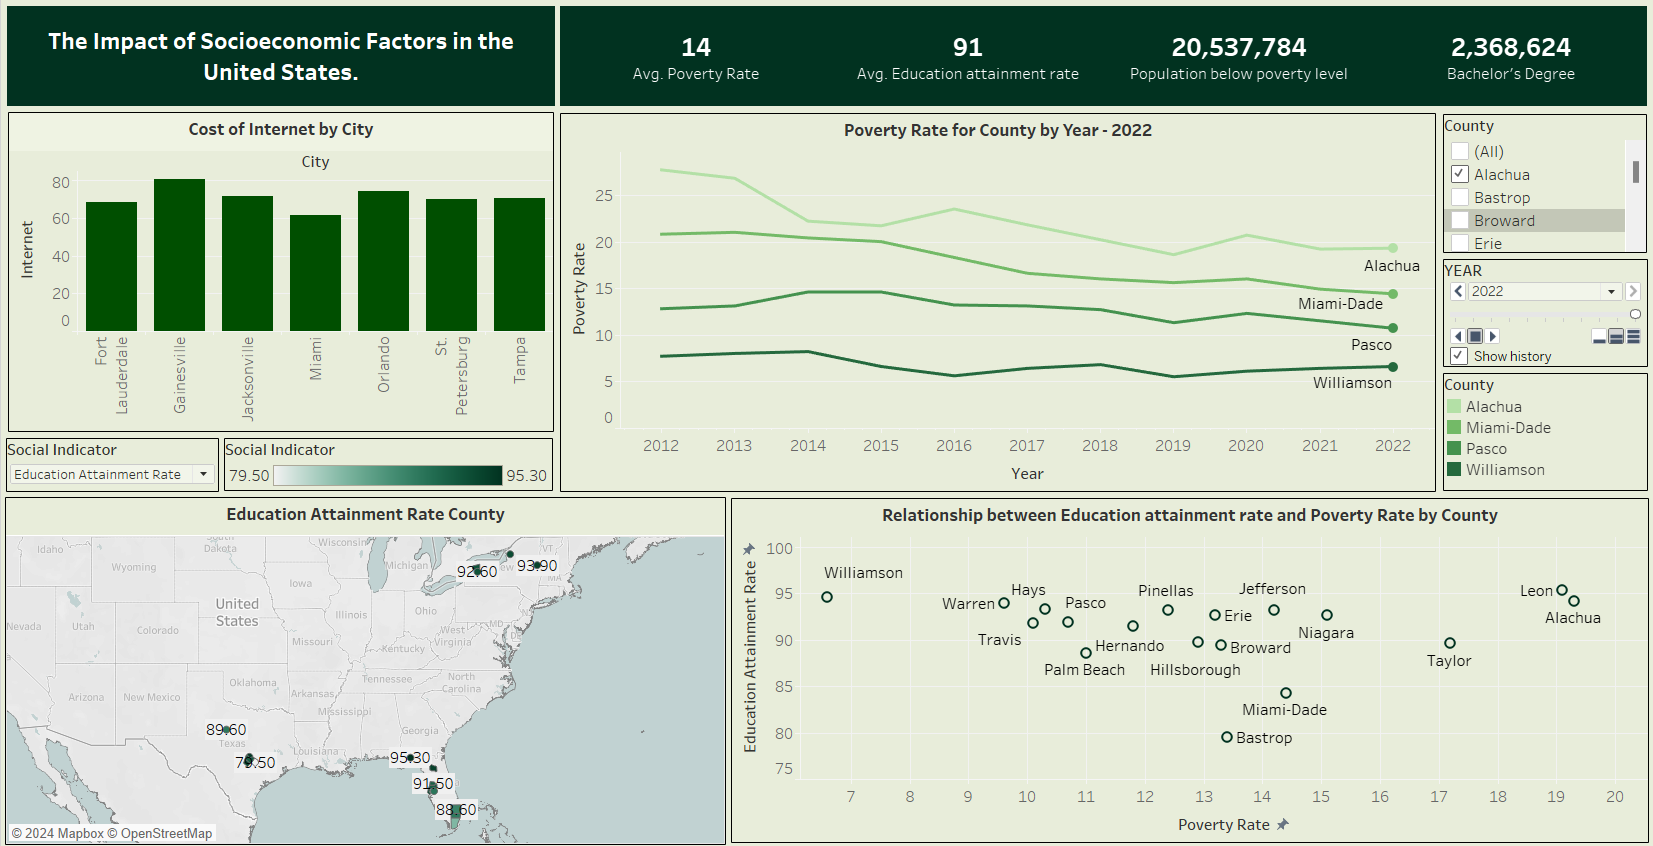 The Impact of Socioeconomic Factors in the
United States.
14
Avg. Poverty Rate
91
Avg. Education attainment rate
20,537,784
Population below poverty level
2,368,624
Bachelor's Degree
Cost of Internet by City
City
Internet
80
60
40
20
0
Fort
Lauderdale
Gainesville
Jacksonville
Miami
Orlando
St.
Petersburg
Tampa
Poverty Rate for County by Year - 2022
Poverty Rate
25
20
15
10
5
0
Alachua
Miami-Dade
Pasco
Williamson
2012
2013
2014
2015
2016
2017
2018
2019
2020
2021
2022
Year
County
(All)
Alachua
Bastrop
Broward
Erie
YEAR
2022
Show history
County
Alachua
Miami-Dade
Pasco
Williamson
Social Indicator
Education Attainment Rate
Social Indicator
79.50
95.30
Education Attainment Rate County
Idaho
Dakota
Wisconsin
Michigan
VT
Wyoming
92.60
93.90
MA
Iowa
United
States
Nevada
Utah
Colorado
Illinois
Ohio
Missouri
West
Virginia
Kentucky
Arizona
New Mexico
Oklahoma
Arkansas
Tennessee
North
Carolina
Mississippi
Georgia
89.60
Texas
Louisiana
79.50
95.30
91.50
88.60
© 2024 Mapbox © OpenStreetMap
Relationship between Education attainment rate and Poverty Rate by County
Education Attainment Rate
100
95
90
85
80
75
Williamson
Warren
Hays
Travis
Pasco
Palm Beach
Hernando
Pinellas
Hillsborough
Erie
Broward
Jefferson
Niagara
Miami-Dade
Bastrop
Leon
Alachua
Taylor
7
8
9
10
11
12
13
14
15
16
17
18
19
20
Poverty Rate